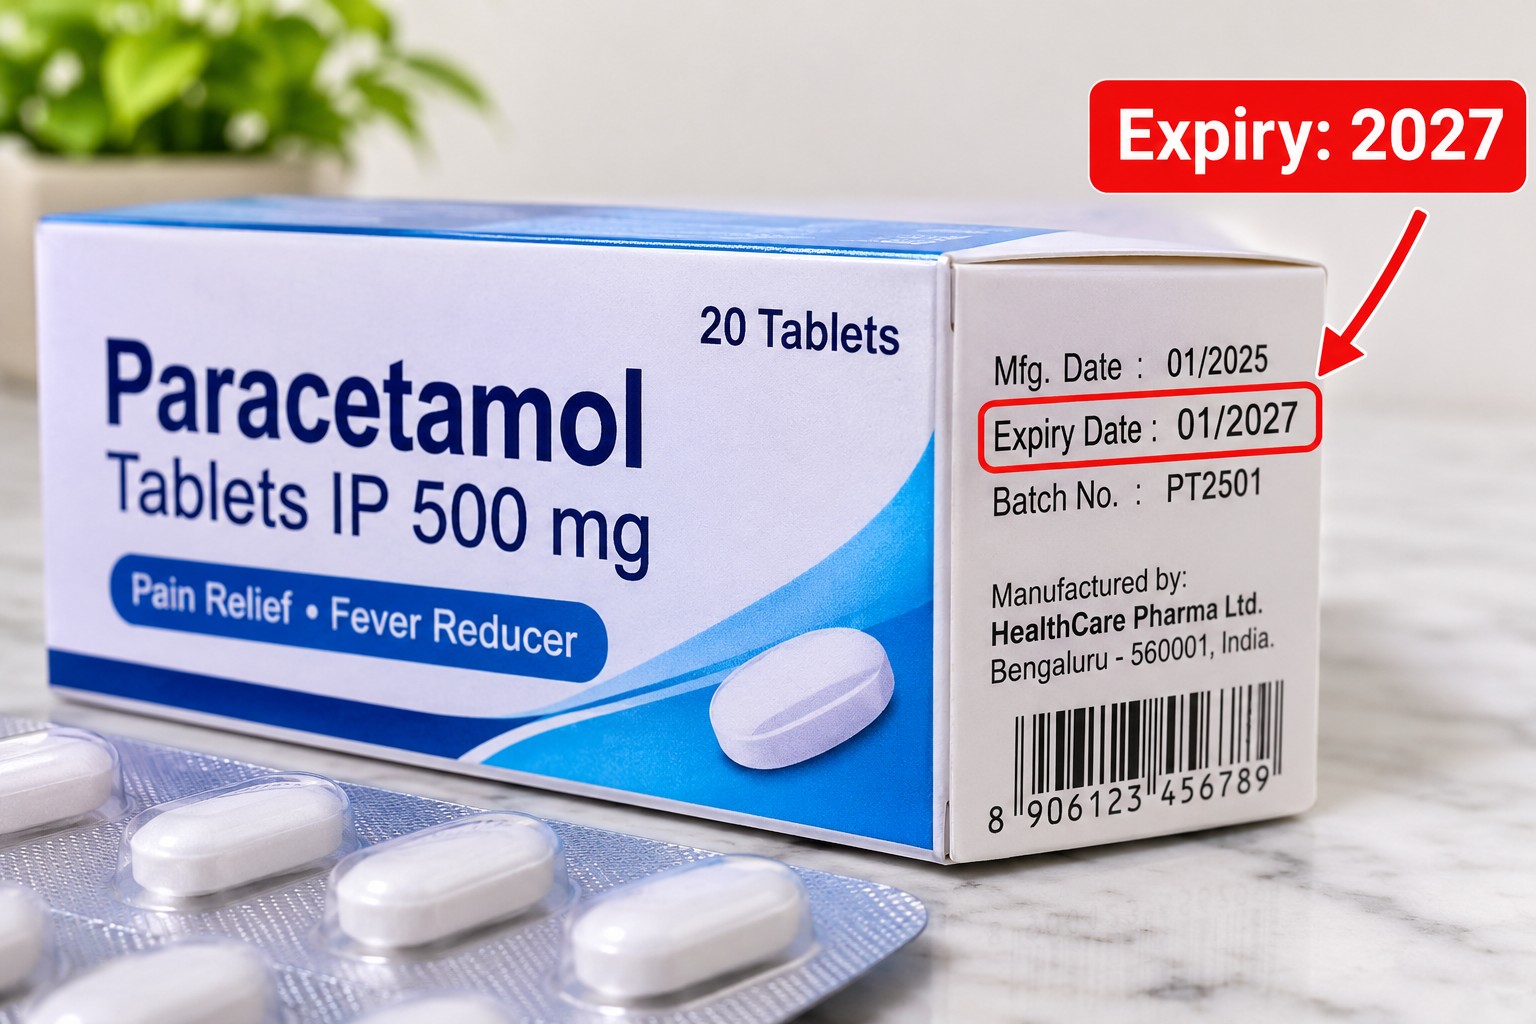 Expiry: 2027
20 Tablets
Paracetamol
Tablets IP 500 mg
Pain Relief • Fever Reducer
Mfg. Date : 01/2025
Expiry Date : 01/2027
Batch No. : PT2501
Manufactured by:
HealthCare Pharma Ltd.
Bengaluru - 560001, India.
8 906123 456789